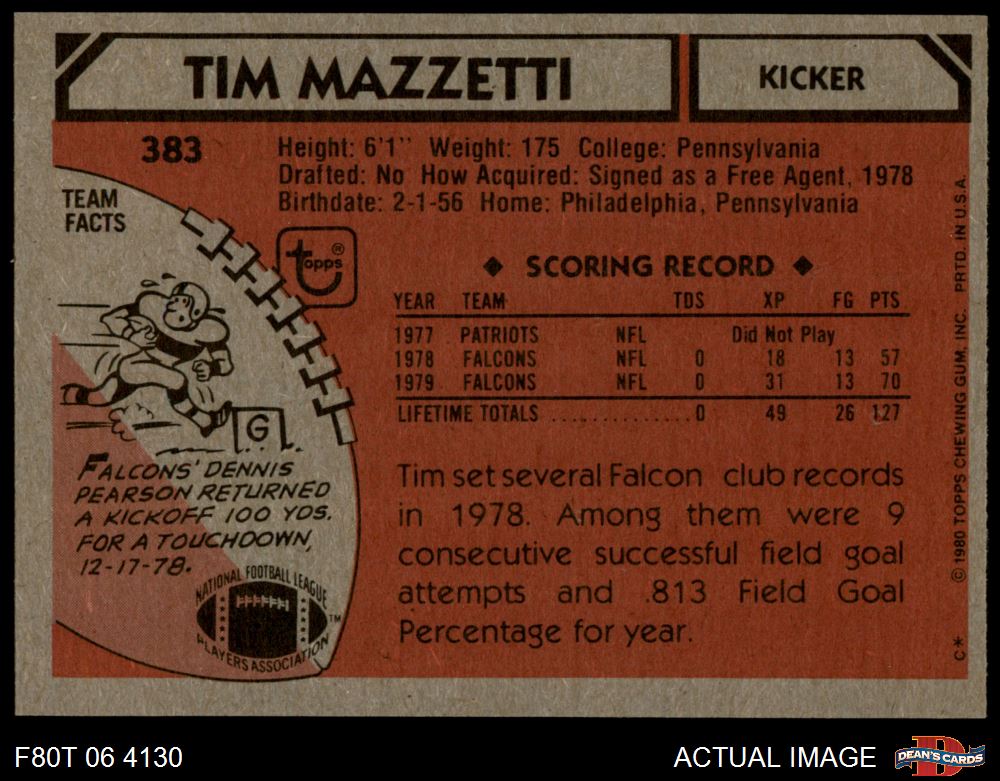 TIM MAZZETTI
KICKER
383
Height: 6'1" Weight: 175 College: Pennsylvania
Drafted: No How Acquired: Signed as a Free Agent, 1978
Birthdate: 2-1-56 Home: Philadelphia, Pennsylvania
TEAM
FACTS
topps®
G
FALCONS' DENNIS
PEARSON RETURNED
A KICKOFF 100 YDS.
FOR A TOUCHDOWN,
12-17-78.
NATIONAL FOOTBALL LEAGUE
PLAYERS ASSOCIATION
TM
◆ SCORING RECORD ◆
YEAR TEAM TDS XP FG PTS.
1977 PATRIOTS NFL Did Not Play
1978 FALCONS NFL 0 18 13 57
1979 FALCONS NFL 0 31 13 70
LIFETIME TOTALS ................ 0 49 26 127
Tim set several Falcon club records
in 1978. Among them were 9
consecutive successful field goal
attempts and .813 Field Goal
Percentage for year.
C* © 1980 TOPPS CHEWING GUM, INC. PRTD. IN U.S.A.
F80T 06 4130
ACTUAL IMAGE
D
DEAN'S CARDS